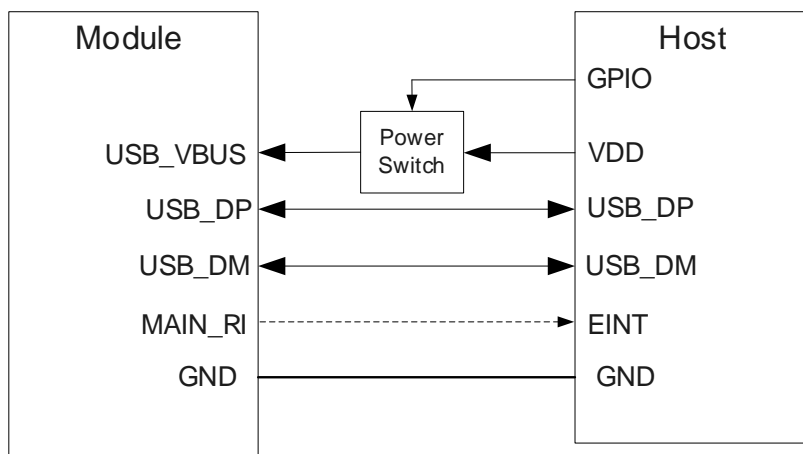 Module
Host
GPIO
Power
Switch
USB_VBUS
VDD
USB_DP
USB_DP
USB_DM
USB_DM
MAIN_RI
EINT
GND
GND